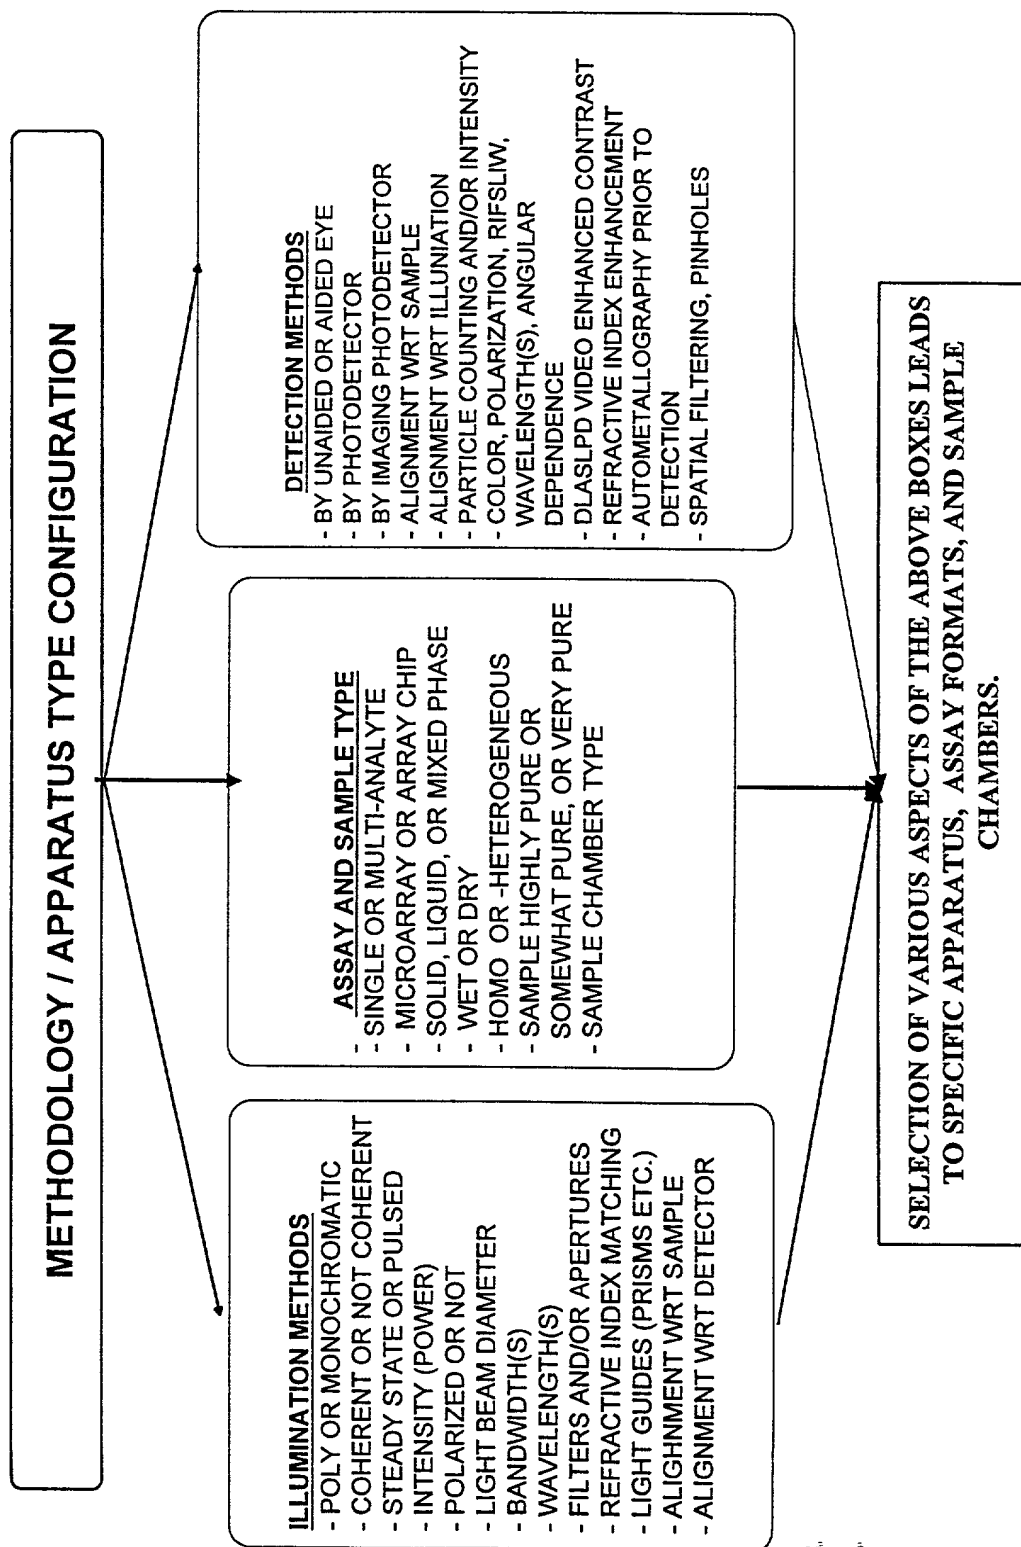 METHODOLOGY / APPARATUS TYPE CONFIGURATION
ILLUMINATION METHODS
- POLY OR MONOCHROMATIC
- COHERENT OR NOT COHERENT
- STEADY STATE OR PULSED
- INTENSITY (POWER)
- POLARIZED OR NOT
- LIGHT BEAM DIAMETER
- BANDWIDTH(S)
- WAVELENGTH(S)
- FILTERS AND/OR APERTURES
- REFRACTIVE INDEX MATCHING
- LIGHT GUIDES (PRISMS ETC.)
- ALIGHNMENT WRT SAMPLE
- ALIGNMENT WRT DETECTOR
ASSAY AND SAMPLE TYPE
-
- SINGLE OR MULTI-ANALYTE
- MICROARRAY OR ARRAY CHIP
- SOLID, LIQUID, OR MIXED PHASE
- WET OR DRY
- HOMO OR -HETEROGENEOUS
- SAMPLE HIGHLY PURE OR
SOMEWHAT PURE, OR VERY PURE
- SAMPLE CHAMBER TYPE
DETECTION METHODS
- BY UNAIDED OR AIDED EYE
- BY PHOTODETECTOR
- BY IMAGING PHOTODETECTOR
- ALIGNMENT WRT SAMPLE
- ALIGNMENT WRT ILLUNIATION
- PARTICLE COUNTING AND/OR INTENSITY
- COLOR, POLARIZATION, RIFSLIW,
WAVELENGTH(S), ANGULAR
DEPENDENCE
- DLASLPD VIDEO ENHANCED CONTRAST
- REFRACTIVE INDEX ENHANCEMENT
- AUTOMETALLOGRAPHY PRIOR TO
DETECTION
- SPATIAL FILTERING, PINHOLES
SELECTION OF VARIOUS ASPECTS OF THE ABOVE BOXES LEADS
TO SPECIFIC APPARATUS, ASSAY FORMATS, AND SAMPLE
CHAMBERS.